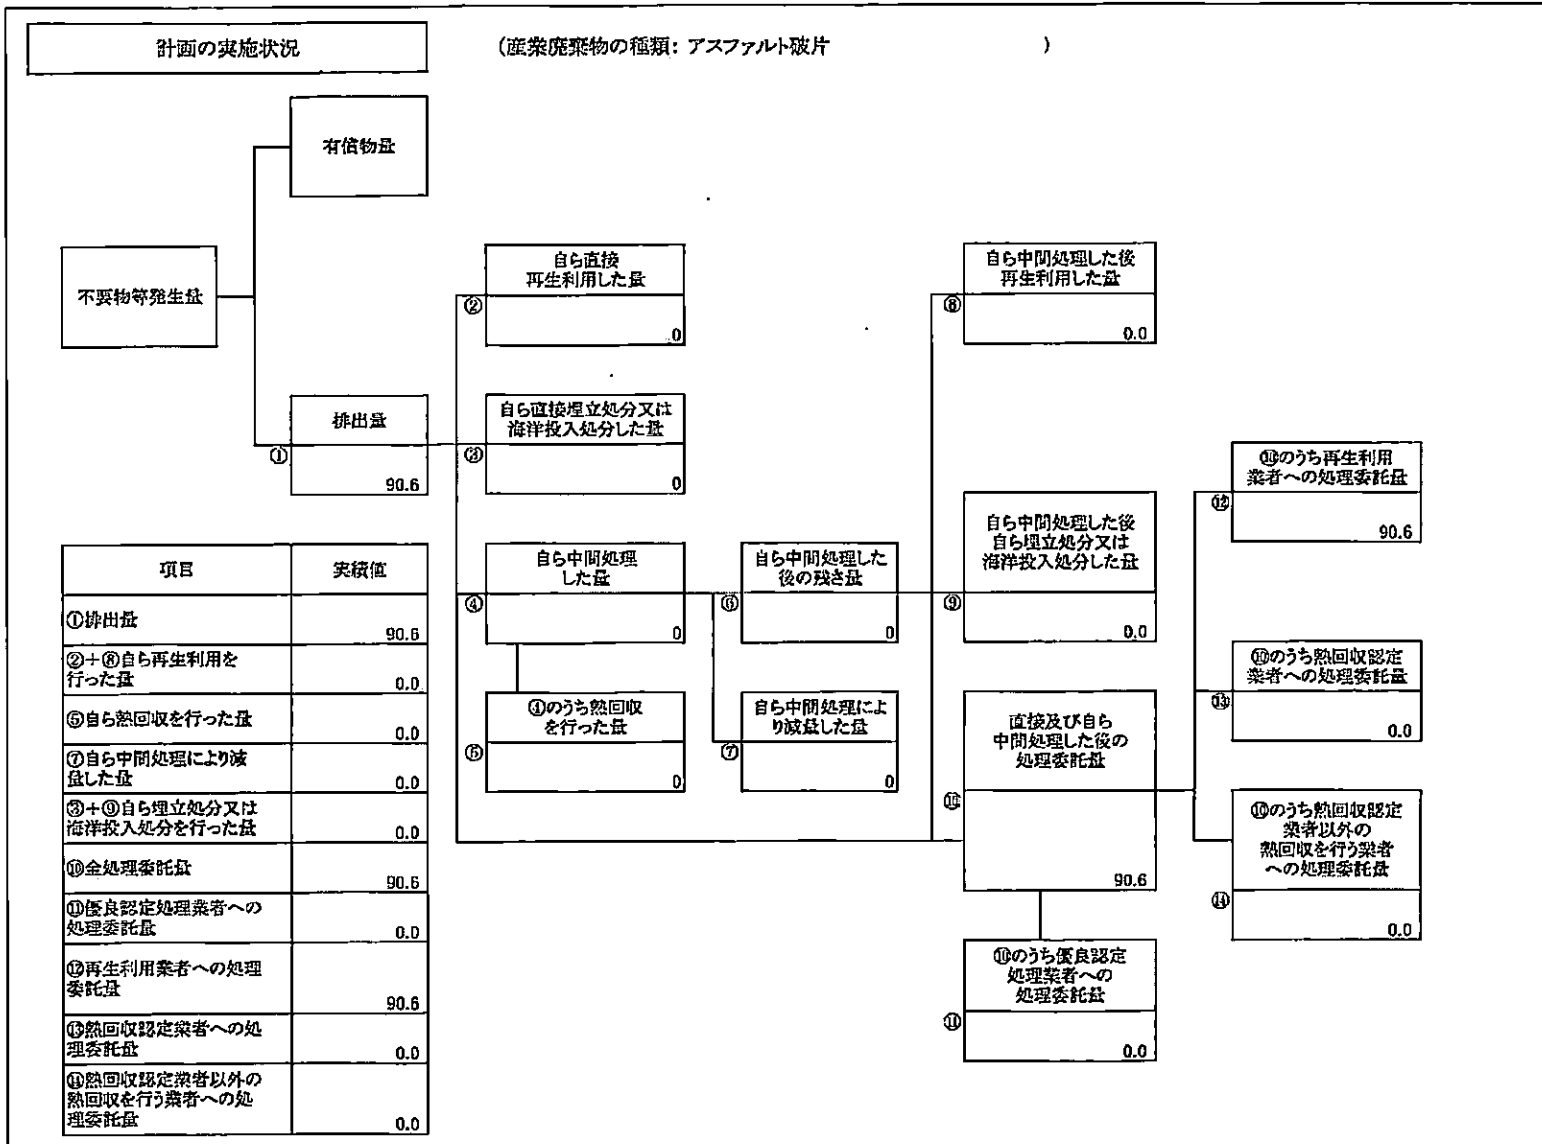 計画の実施状況
(産業廃棄物の種類: アスファルト破片 )
有償物量
不要物等発生量
排出量
①
90.6
自ら直接
再生利用した量
②
0
自ら直接埋立処分又は
海洋投入処分した量
③
0
自ら中間処理
した量
④
0
④のうち熱回収
を行った量
⑤
0
自ら中間処理した
後の残さ量
⑥
0
自ら中間処理によ
り減量した量
⑦
0
自ら中間処理した後
再生利用した量
⑧
0.0
自ら中間処理した後
自ら埋立処分又は
海洋投入処分した量
⑨
0.0
直接及び自ら
中間処理した後の
処理委託量
⑩
90.6
⑩のうち優良認定
処理業者への
処理委託量
⑪
0.0
⑩のうち再生利用
業者への処理委託量
⑫
90.6
⑩のうち熱回収認定
業者への処理委託量
⑬
0.0
⑩のうち熱回収認定
業者以外の
熱回収を行う業者
への処理委託量
⑭
0.0
項目 実績値
①排出量 90.6
②+⑧自ら再生利用を
行った量 0.0
⑤自ら熱回収を行った量 0.0
⑦自ら中間処理により減
量した量 0.0
③+⑨自ら埋立処分又は
海洋投入処分を行った量 0.0
⑩全処理委託量 90.6
⑪優良認定処理業者への
処理委託量 0.0
⑫再生利用業者への処理
委託量 90.6
⑬熱回収認定業者への処
理委託量 0.0
⑭熱回収認定業者以外の
熱回収を行う業者への処
理委託量 0.0